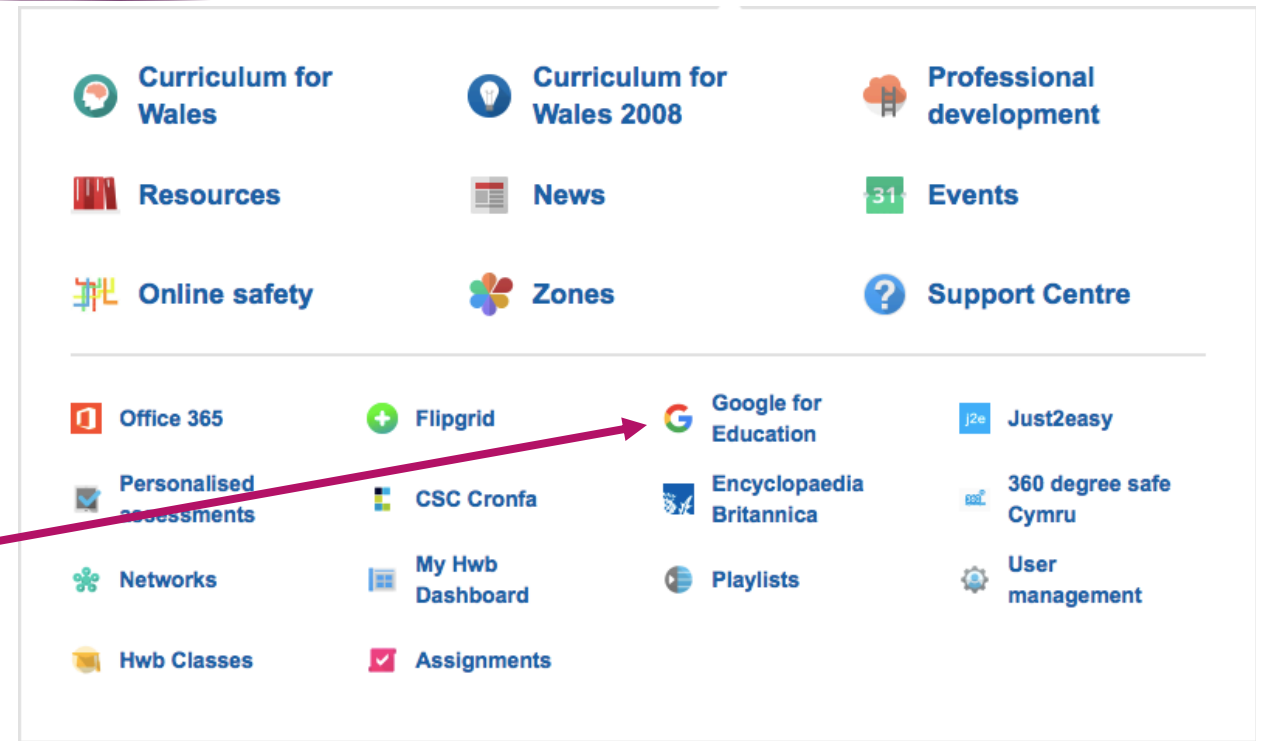 Curriculum for
Wales
Curriculum for
Wales 2008
Professional
development
Resources
News
31
Events
Online safety
Zones
?
Support Centre
Office 365
Flipgrid
G
Google for
Education
j2e
Just2easy
Personalised
assessments
CSC Cronfa
Encyclopaedia
Britannica
360 degree safe
Cymru
Networks
My Hwb
Dashboard
Playlists
User
management
Hwb Classes
Assignments